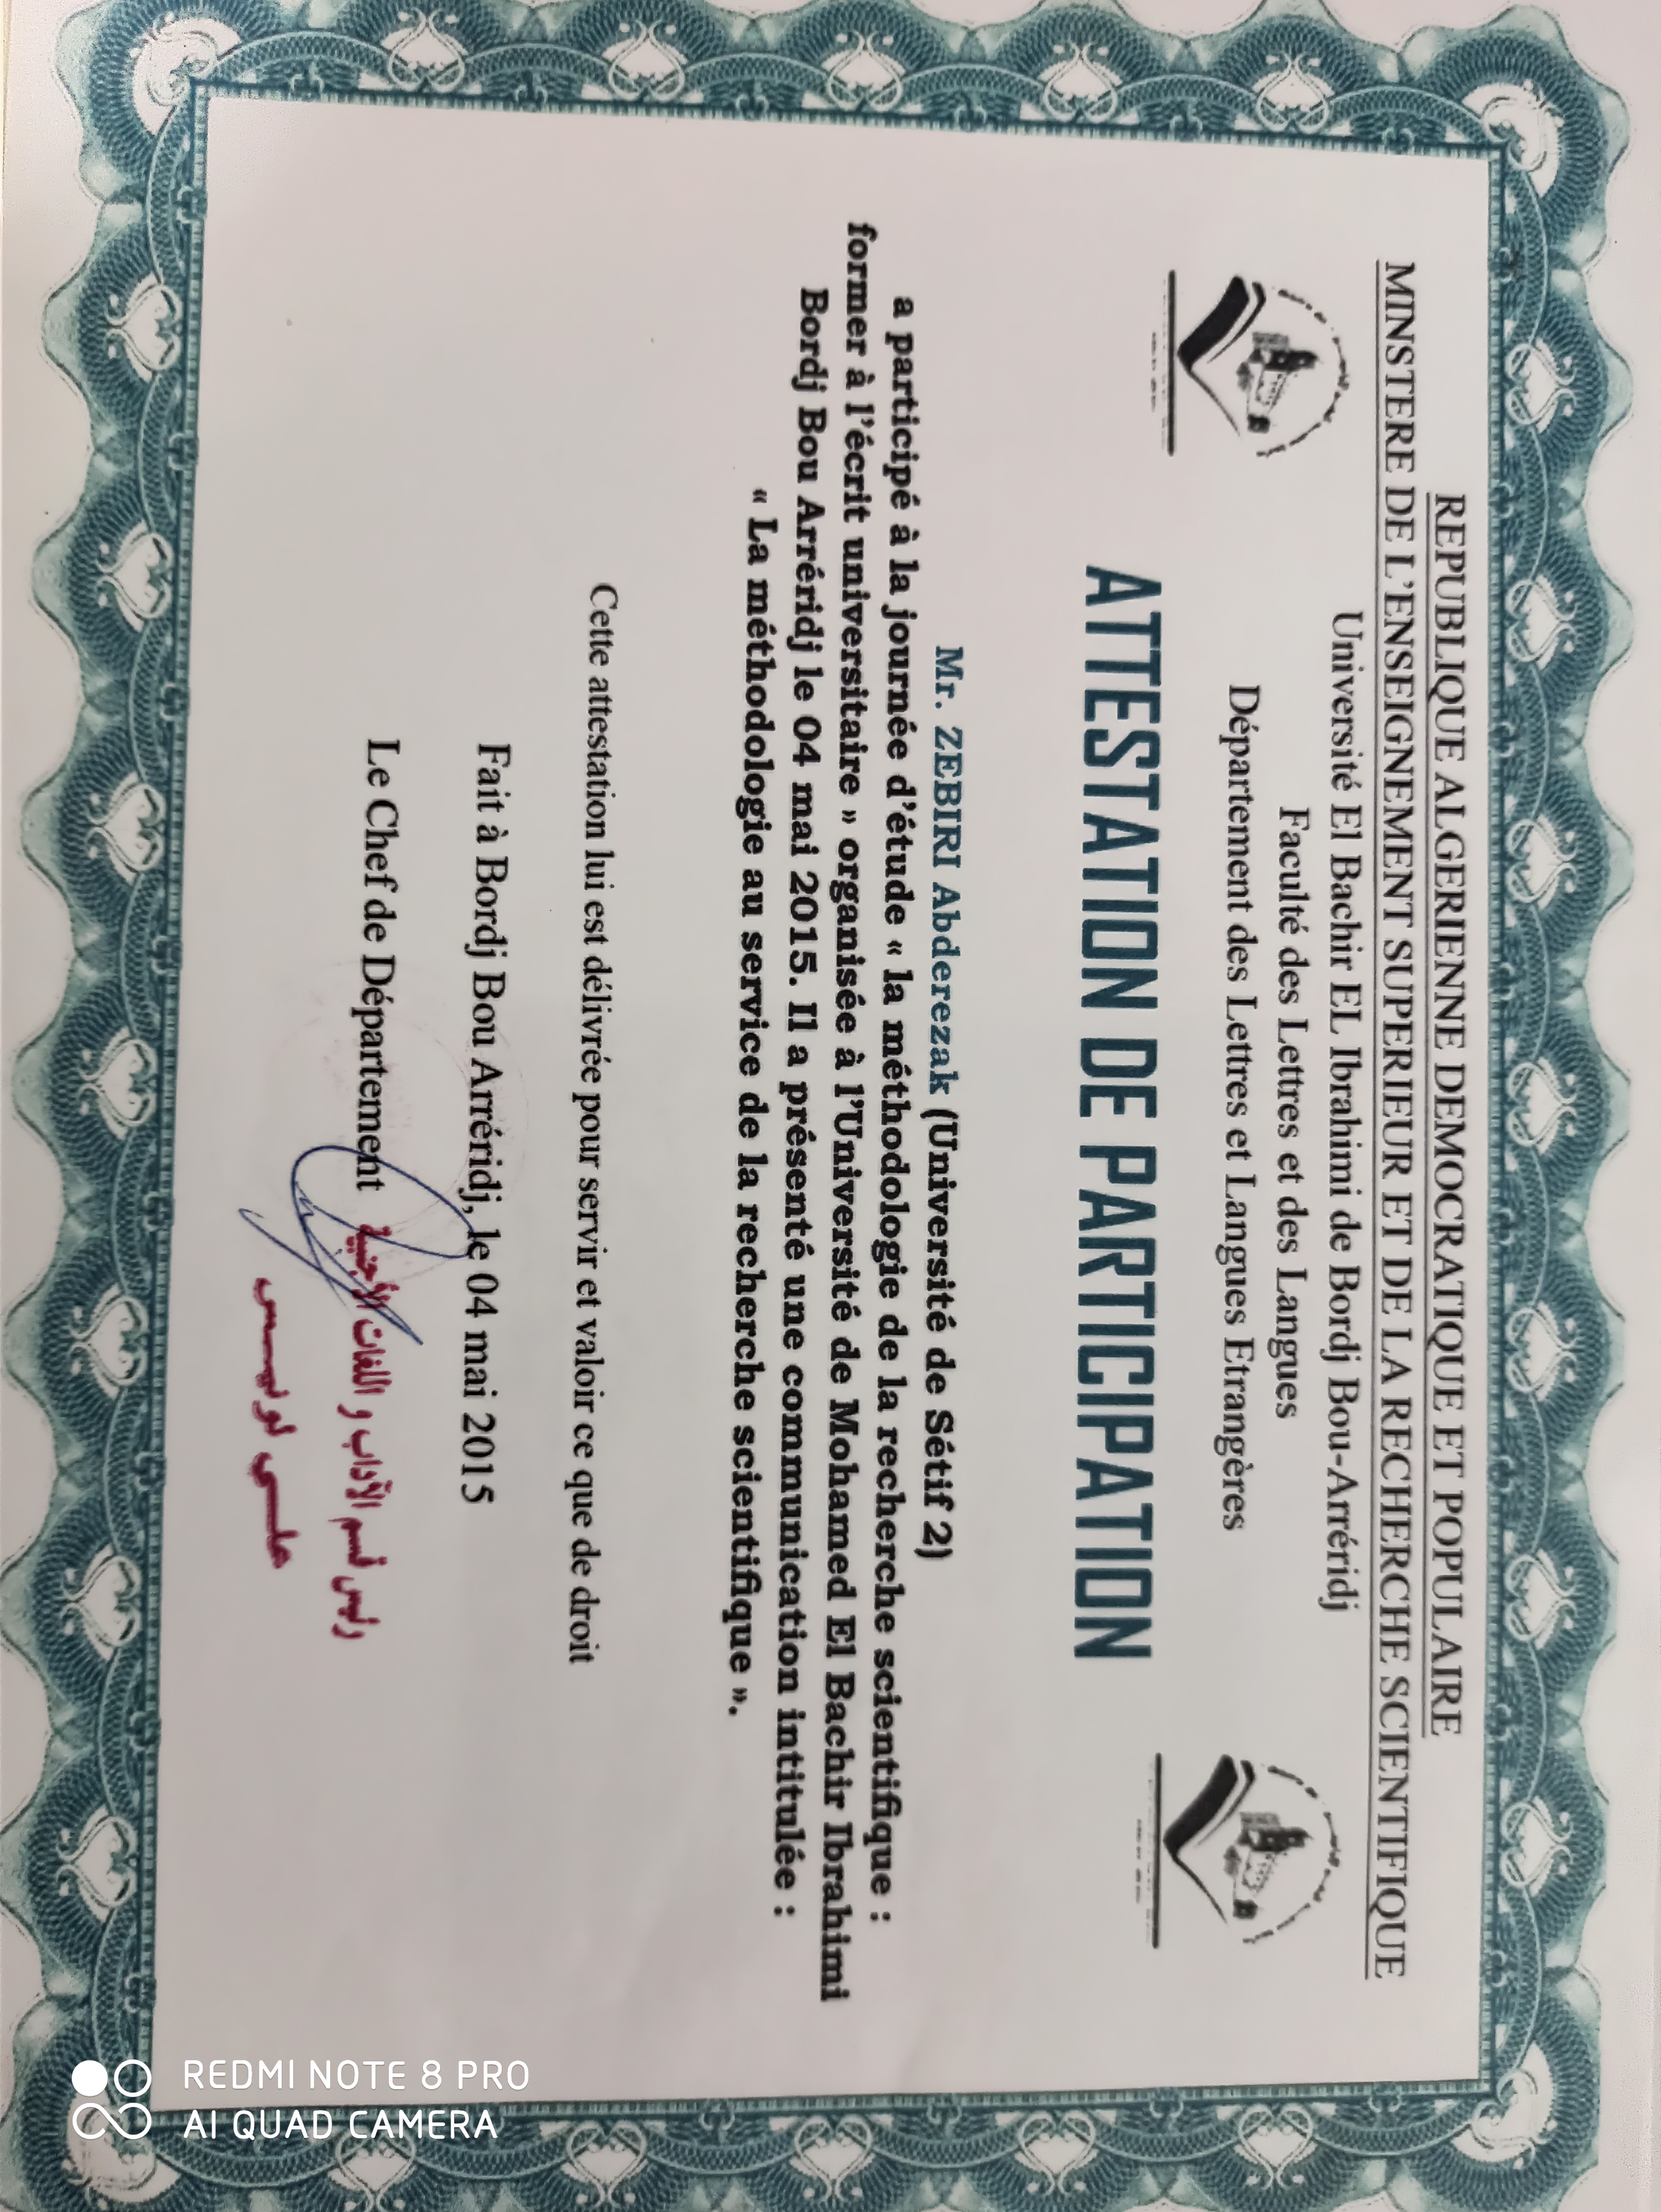 REPUBLIQUE ALGERIENNE DEMOCRATIQUE ET POPULAIRE
MINSTERE DE L'ENSEIGNEMENT SUPERIEUR ET DE LA RECHERCHE SCIENTIFIQUE
Université El Bachir EL Ibrahimi de Bordj Bou-Arréridj
Faculté des Lettres et des Langues
Département des Lettres et Langues Etrangères
ATTESTATION DE PARTICIPATION
Mr. ZEBIRI Abderezak (Université de Sétif 2)
a participé à la journée d'étude « la méthodologie de la recherche scientifique :
former à l'écrit universitaire » organisée à l'Université de Mohamed El Bachir Ibrahimi
Bordj Bou Arréridj le 04 mai 2015. Il a présenté une communication intitulée :
« La méthodologie au service de la recherche scientifique ».
Cette attestation lui est délivrée pour servir et valoir ce que de droit
Fait à Bordj Bou Arréridj, le 04 mai 2015
Le Chef de Département
رئيس قسم الآداب و اللغات الأجنبية
علـــي لونيـــس
REDMI NOTE 8 PRO
AI QUAD CAMERA